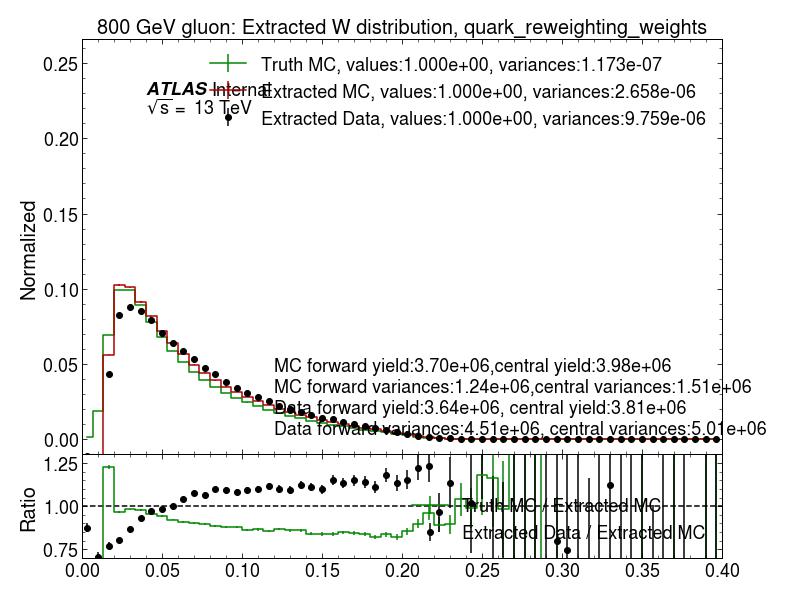 800 GeV gluon: Extracted W distribution, quark_reweighting_weights
Truth MC, values:1.000e+00, variances:1.173e-07
ATLAS Internal
Extracted MC, values:1.000e+00, variances:2.658e-06
√s = 13 TeV
Extracted Data, values:1.000e+00, variances:9.759e-06
Normalized
0.25
0.20
0.15
0.10
0.05
0.00
MC forward yield:3.70e+06,central yield:3.98e+06
MC forward variances:1.24e+06,central variances:1.51e+06
Data forward yield:3.64e+06, central yield:3.81e+06
Data forward variances:4.51e+06, central variances:5.01e+06
Ratio
1.25
1.00
0.75
Truth MC / Extracted MC
Extracted Data / Extracted MC
0.00 0.05 0.10 0.15 0.20 0.25 0.30 0.35 0.40